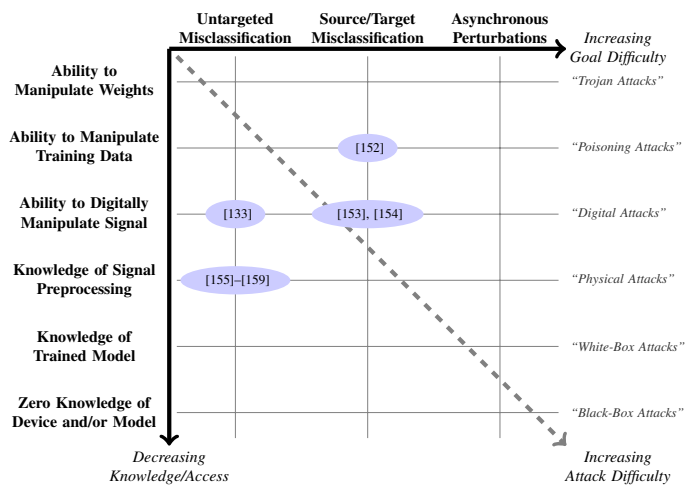 Untargeted
Misclassification
Source/Target
Misclassification
Asynchronous
Perturbations
Increasing
Goal Difficulty
Ability to
Manipulate Weights
“Trojan Attacks”
Ability to Manipulate
Training Data
[152]
“Poisoning Attacks”
Ability to Digitally
Manipulate Signal
[133]
[153], [154]
“Digital Attacks”
Knowledge of Signal
Preprocessing
[155]–[159]
“Physical Attacks”
Knowledge of
Trained Model
“White-Box Attacks”
Zero Knowledge of
Device and/or Model
“Black-Box Attacks”
Decreasing
Knowledge/Access
Increasing
Attack Difficulty